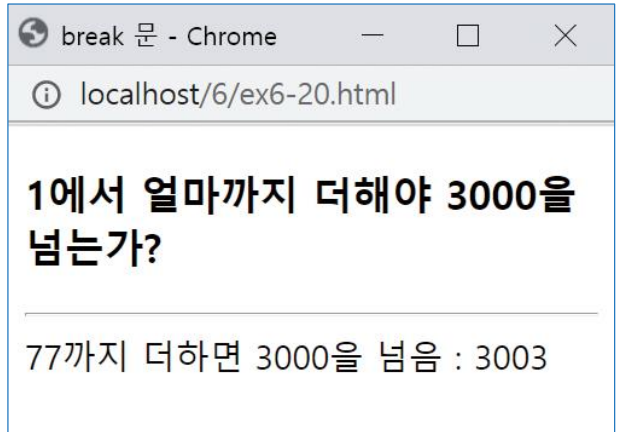 break 문 - Chrome
localhost/6/ex6-20.html
1에서 얼마까지 더해야 3000을
넘는가?
77까지 더하면 3000을 넘음 : 3003